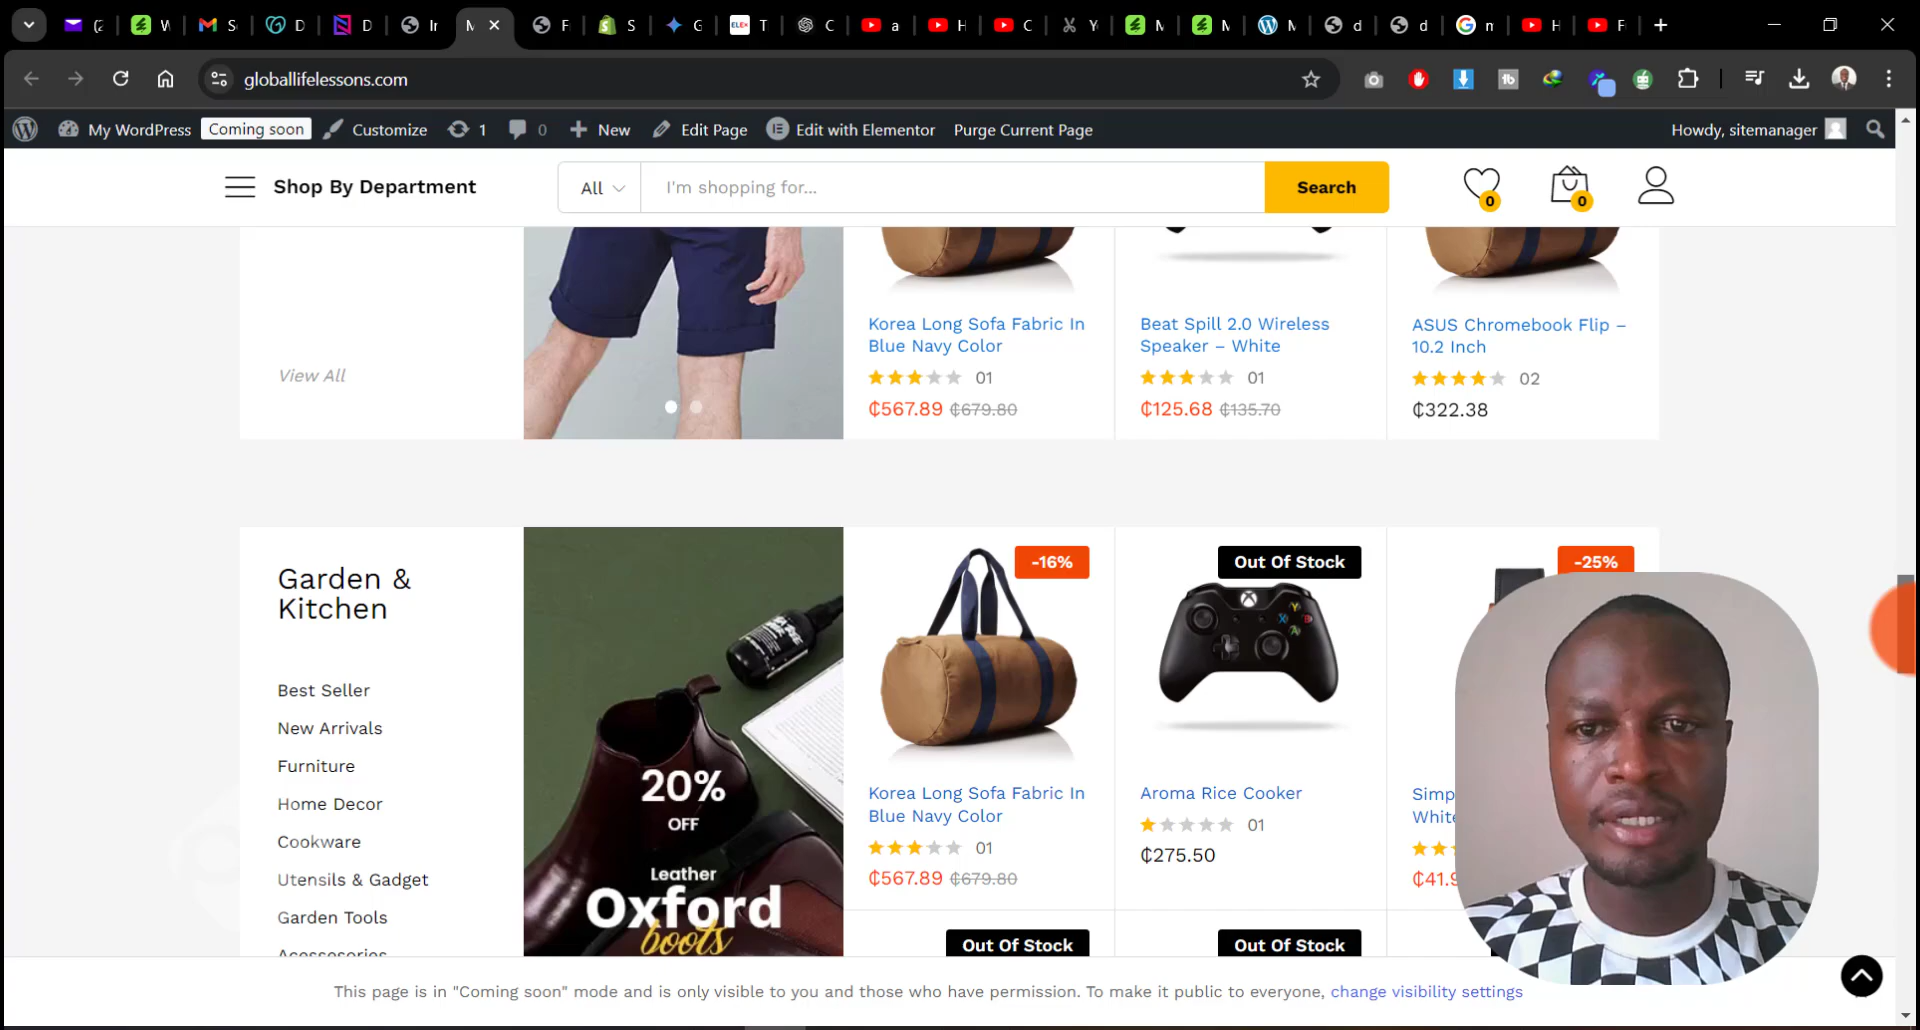 globallifelessons.com
My WordPress Coming soon Customize 1 0 New Edit Page Edit with Elementor Purge Current Page Howdy, sitemanager
Shop By Department All I'm shopping for... Search 0 0
View All
Korea Long Sofa Fabric In
Blue Navy Color
01
₵567.89 ₵679.80
Beat Spill 2.0 Wireless
Speaker – White
01
₵125.68 ₵135.70
ASUS Chromebook Flip –
10.2 Inch
02
₵322.38
Garden &
Kitchen
Best Seller
New Arrivals
Furniture
Home Decor
Cookware
Utensils & Gadget
Garden Tools
Accessories
20%
OFF
Leather
Oxford
boots
-16%
Korea Long Sofa Fabric In
Blue Navy Color
01
₵567.89 ₵679.80
Out Of Stock
Aroma Rice Cooker
01
₵275.50
-25%
Simp
White
₵41.9
Out Of Stock
Out Of Stock
This page is in "Coming soon" mode and is only visible to you and those who have permission. To make it public to everyone, change visibility settings